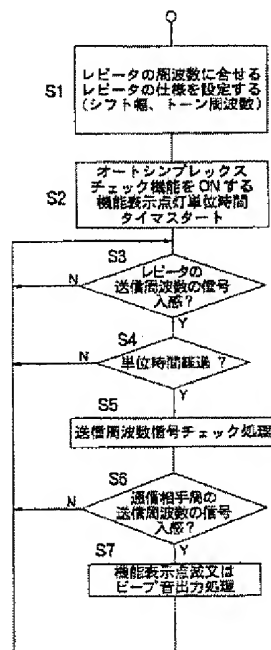 S1
レピータの周波数に合せる
レピータの仕様を設定する
(シフト幅、トーン周波数)
S2
オートシンプレックス
チェック機能をONする
機能表示点灯単位時間
タイマスタート
S3
レピータの
送信周波数の信号
入感?
N
Y
S4
単位時間経過 ?
N
Y
S5
送信周波数信号チェック処理
S6
通信相手局の
送信周波数の信号
入感?
N
Y
S7
機能表示点滅又は
ビープ音出力処理